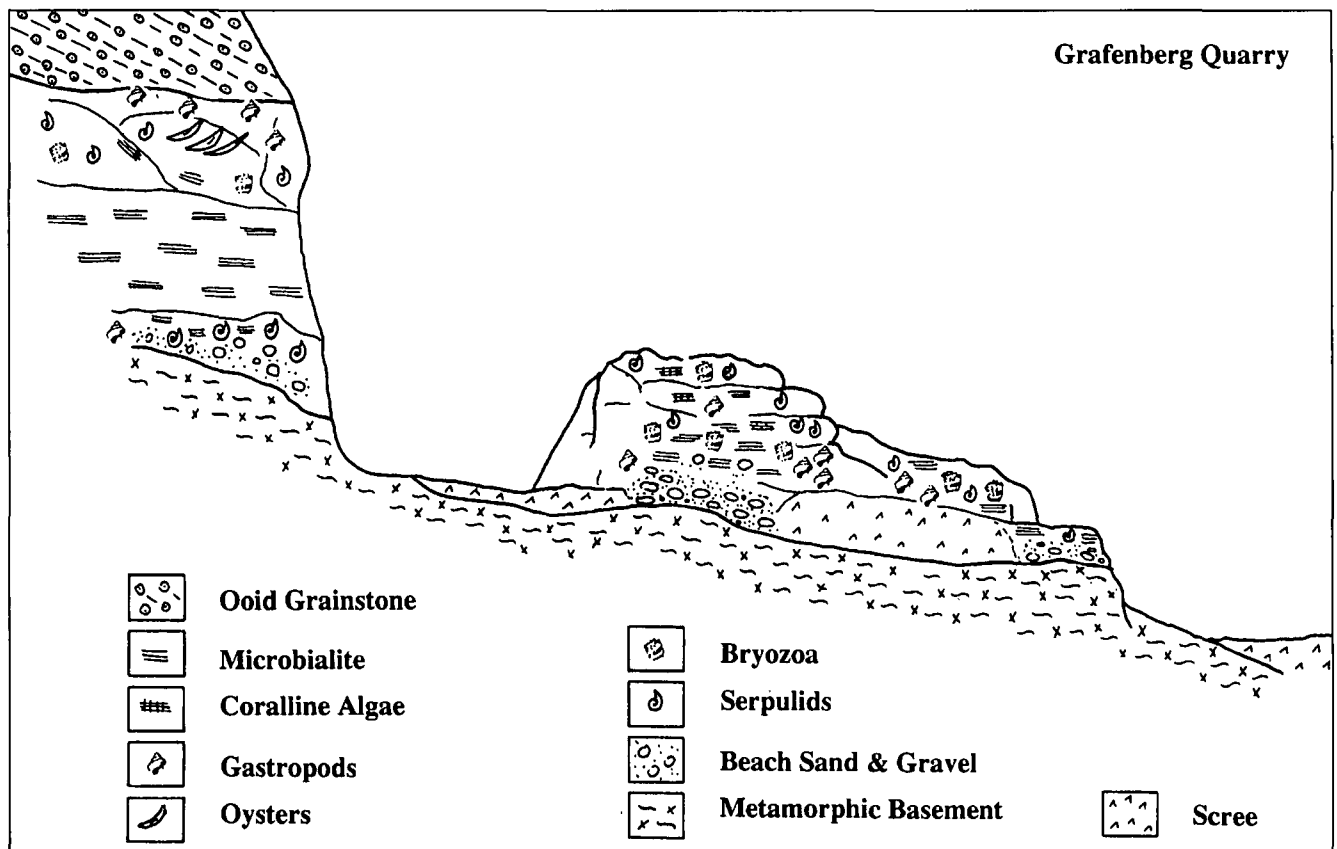 Grafenberg Quarry
Ooid Grainstone
Microbialite
Coralline Algae
Gastropods
Oysters
Bryozoa
Serpulids
Beach Sand & Gravel
Metamorphic Basement
Scree